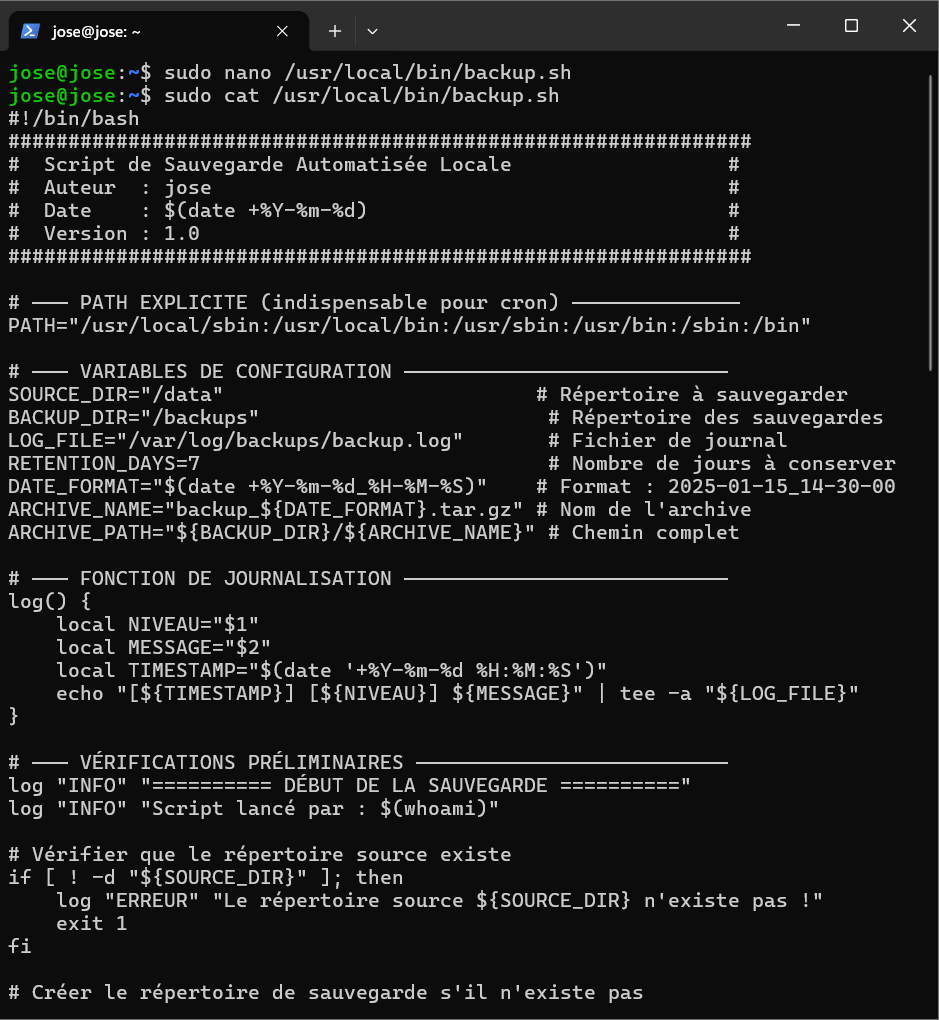 jose@jose: ~
jose@jose:~$ sudo nano /usr/local/bin/backup.sh
jose@jose:~$ sudo cat /usr/local/bin/backup.sh
#!/bin/bash
##############################################################
#  Script de Sauvegarde Automatisée Locale                  #
#  Auteur  : jose                                           #
#  Date    : $(date +%Y-%m-%d)                              #
#  Version : 1.0                                            #
##############################################################

# ─── PATH EXPLICITE (indispensable pour cron) ──────────────
PATH="/usr/local/sbin:/usr/local/bin:/usr/sbin:/usr/bin:/sbin:/bin"

# ─── VARIABLES DE CONFIGURATION ───────────────────────────
SOURCE_DIR="/data"                          # Répertoire à sauvegarder
BACKUP_DIR="/backups"                        # Répertoire des sauvegardes
LOG_FILE="/var/log/backups/backup.log"       # Fichier de journal
RETENTION_DAYS=7                             # Nombre de jours à conserver
DATE_FORMAT="$(date +%Y-%m-%d_%H-%M-%S)"    # Format : 2025-01-15_14-30-00
ARCHIVE_NAME="backup_${DATE_FORMAT}.tar.gz" # Nom de l'archive
ARCHIVE_PATH="${BACKUP_DIR}/${ARCHIVE_NAME}" # Chemin complet

# ─── FONCTION DE JOURNALISATION ───────────────────────────
log() {
    local NIVEAU="$1"
    local MESSAGE="$2"
    local TIMESTAMP="$(date '+%Y-%m-%d %H:%M:%S')"
    echo "[${TIMESTAMP}] [${NIVEAU}] ${MESSAGE}" | tee -a "${LOG_FILE}"
}

# ─── VÉRIFICATIONS PRÉLIMINAIRES ──────────────────────────
log "INFO" "========== DÉBUT DE LA SAUVEGARDE =========="
log "INFO" "Script lancé par : $(whoami)"

# Vérifier que le répertoire source existe
if [ ! -d "${SOURCE_DIR}" ]; then
    log "ERREUR" "Le répertoire source ${SOURCE_DIR} n'existe pas !"
    exit 1
fi

# Créer le répertoire de sauvegarde s'il n'existe pas